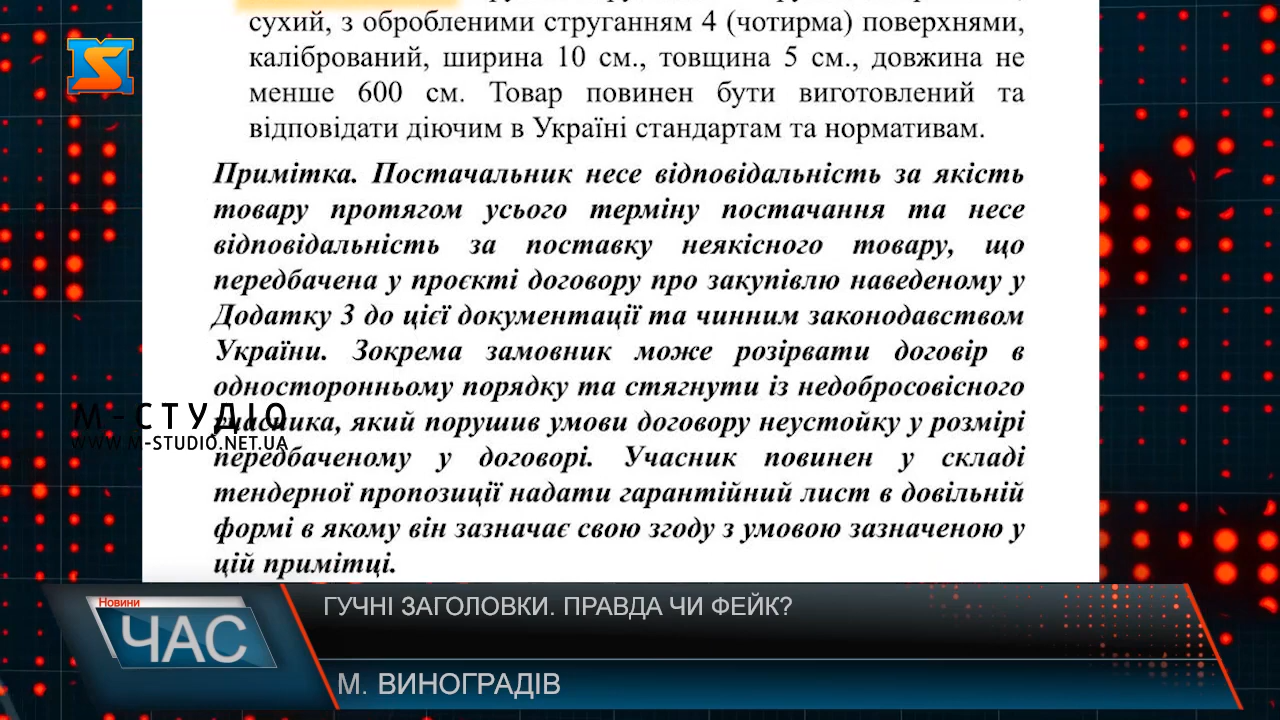 сухий, з обробленими струганням 4 (чотирма) поверхнями,
калібрований, ширина 10 см., товщина 5 см., довжина не
менше 600 см. Товар повинен бути виготовлений та
відповідати діючим в Україні стандартам та нормативам.
Примітка. Постачальник несе відповідальність за якість
товару протягом усього терміну постачання та несе
відповідальність за поставку неякісного товару, що
передбачена у проєкті договору про закупівлю наведеному у
Додатку 3 до цієї документації та чинним законодавством
України. Зокрема замовник може розірвати договір в
односторонньому порядку та стягнути із недобросовісного
учасника, який порушив умови договору неустойку у розмірі
передбаченому у договорі. Учасник повинен у складі
тендерної пропозиції надати гарантійний лист в довільній
формі в якому він зазначає свою згоду з умовою зазначеною у
цій примітці.
М-СТУДІО
WWW.M-STUDIO.NET.UA
Новини
ЧАС
ГУЧНІ ЗАГОЛОВКИ. ПРАВДА ЧИ ФЕЙК?
М. ВИНОГРАДІВ